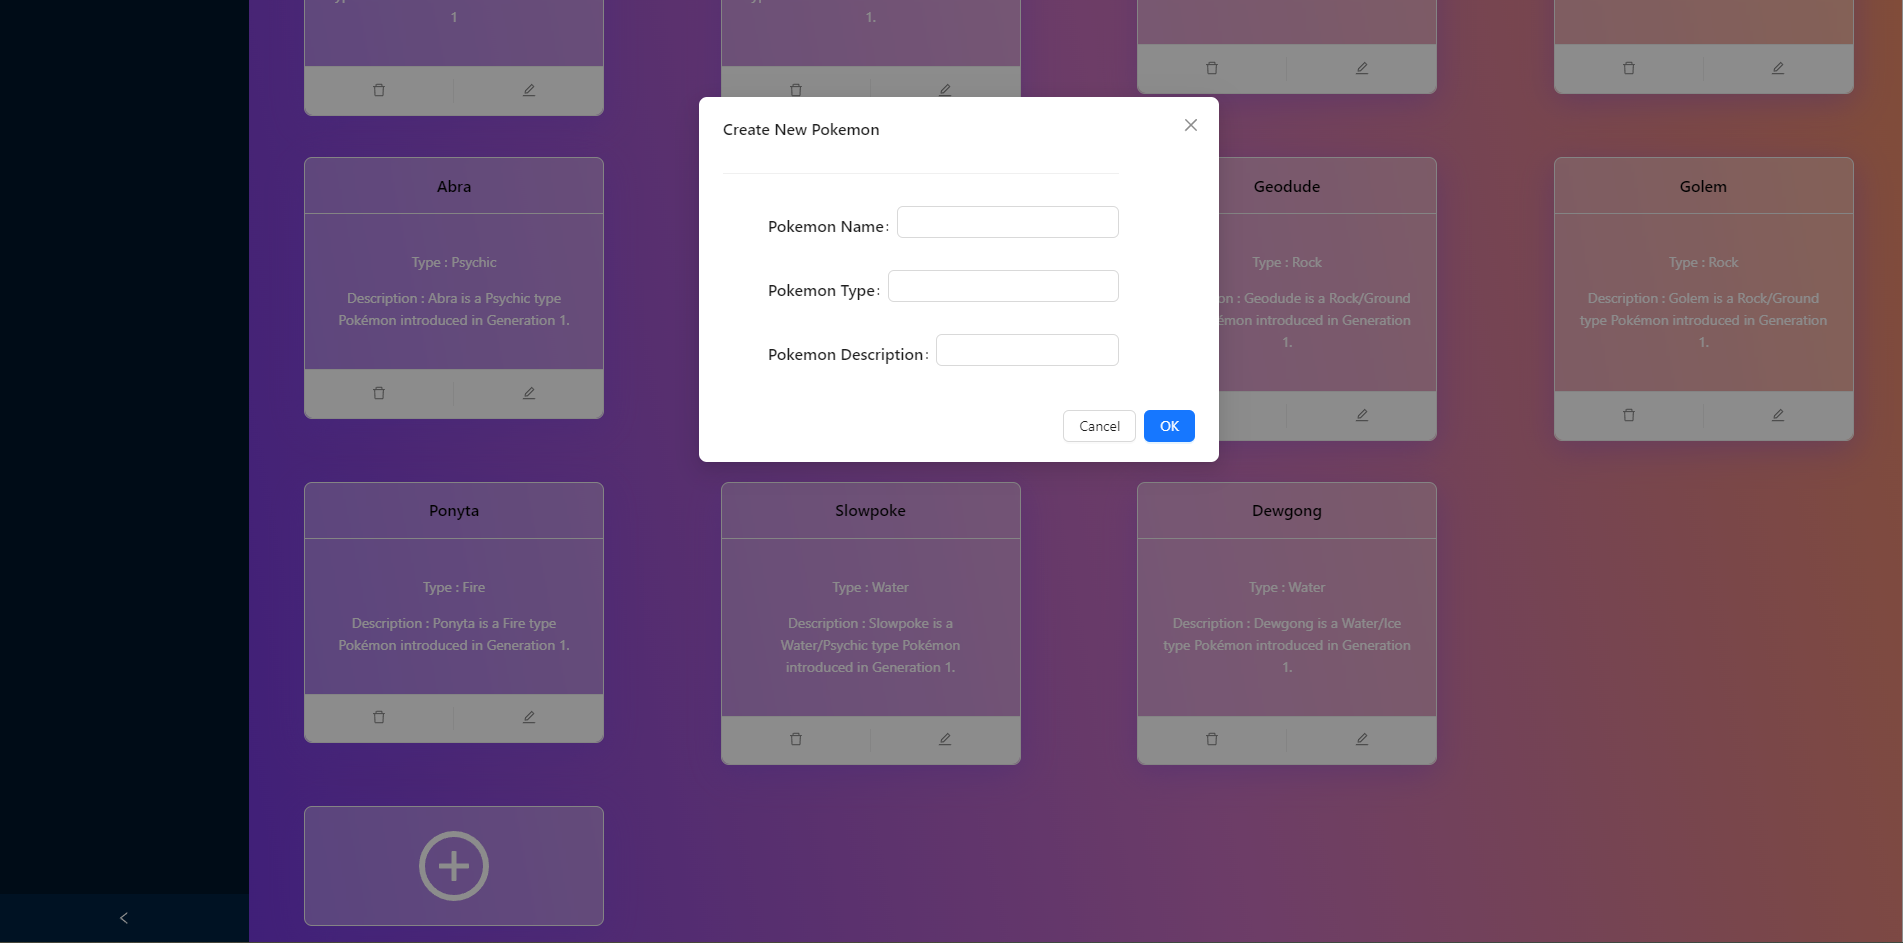 1
1.
Create New Pokemon
Pokemon Name:
Pokemon Type:
Pokemon Description:
Cancel
OK
Abra
Type : Psychic
Description : Abra is a Psychic type
Pokémon introduced in Generation 1.
Geodude
Type : Rock
: Geodude is a Rock/Ground
introduced in Generation
1.
Golem
Type : Rock
Description : Golem is a Rock/Ground
type Pokémon introduced in Generation
1.
Ponyta
Type : Fire
Description : Ponyta is a Fire type
Pokémon introduced in Generation 1.
Slowpoke
Type : Water
Description : Slowpoke is a
Water/Psychic type Pokémon
introduced in Generation 1.
Dewgong
Type : Water
Description : Dewgong is a Water/Ice
type Pokémon introduced in Generation
1.